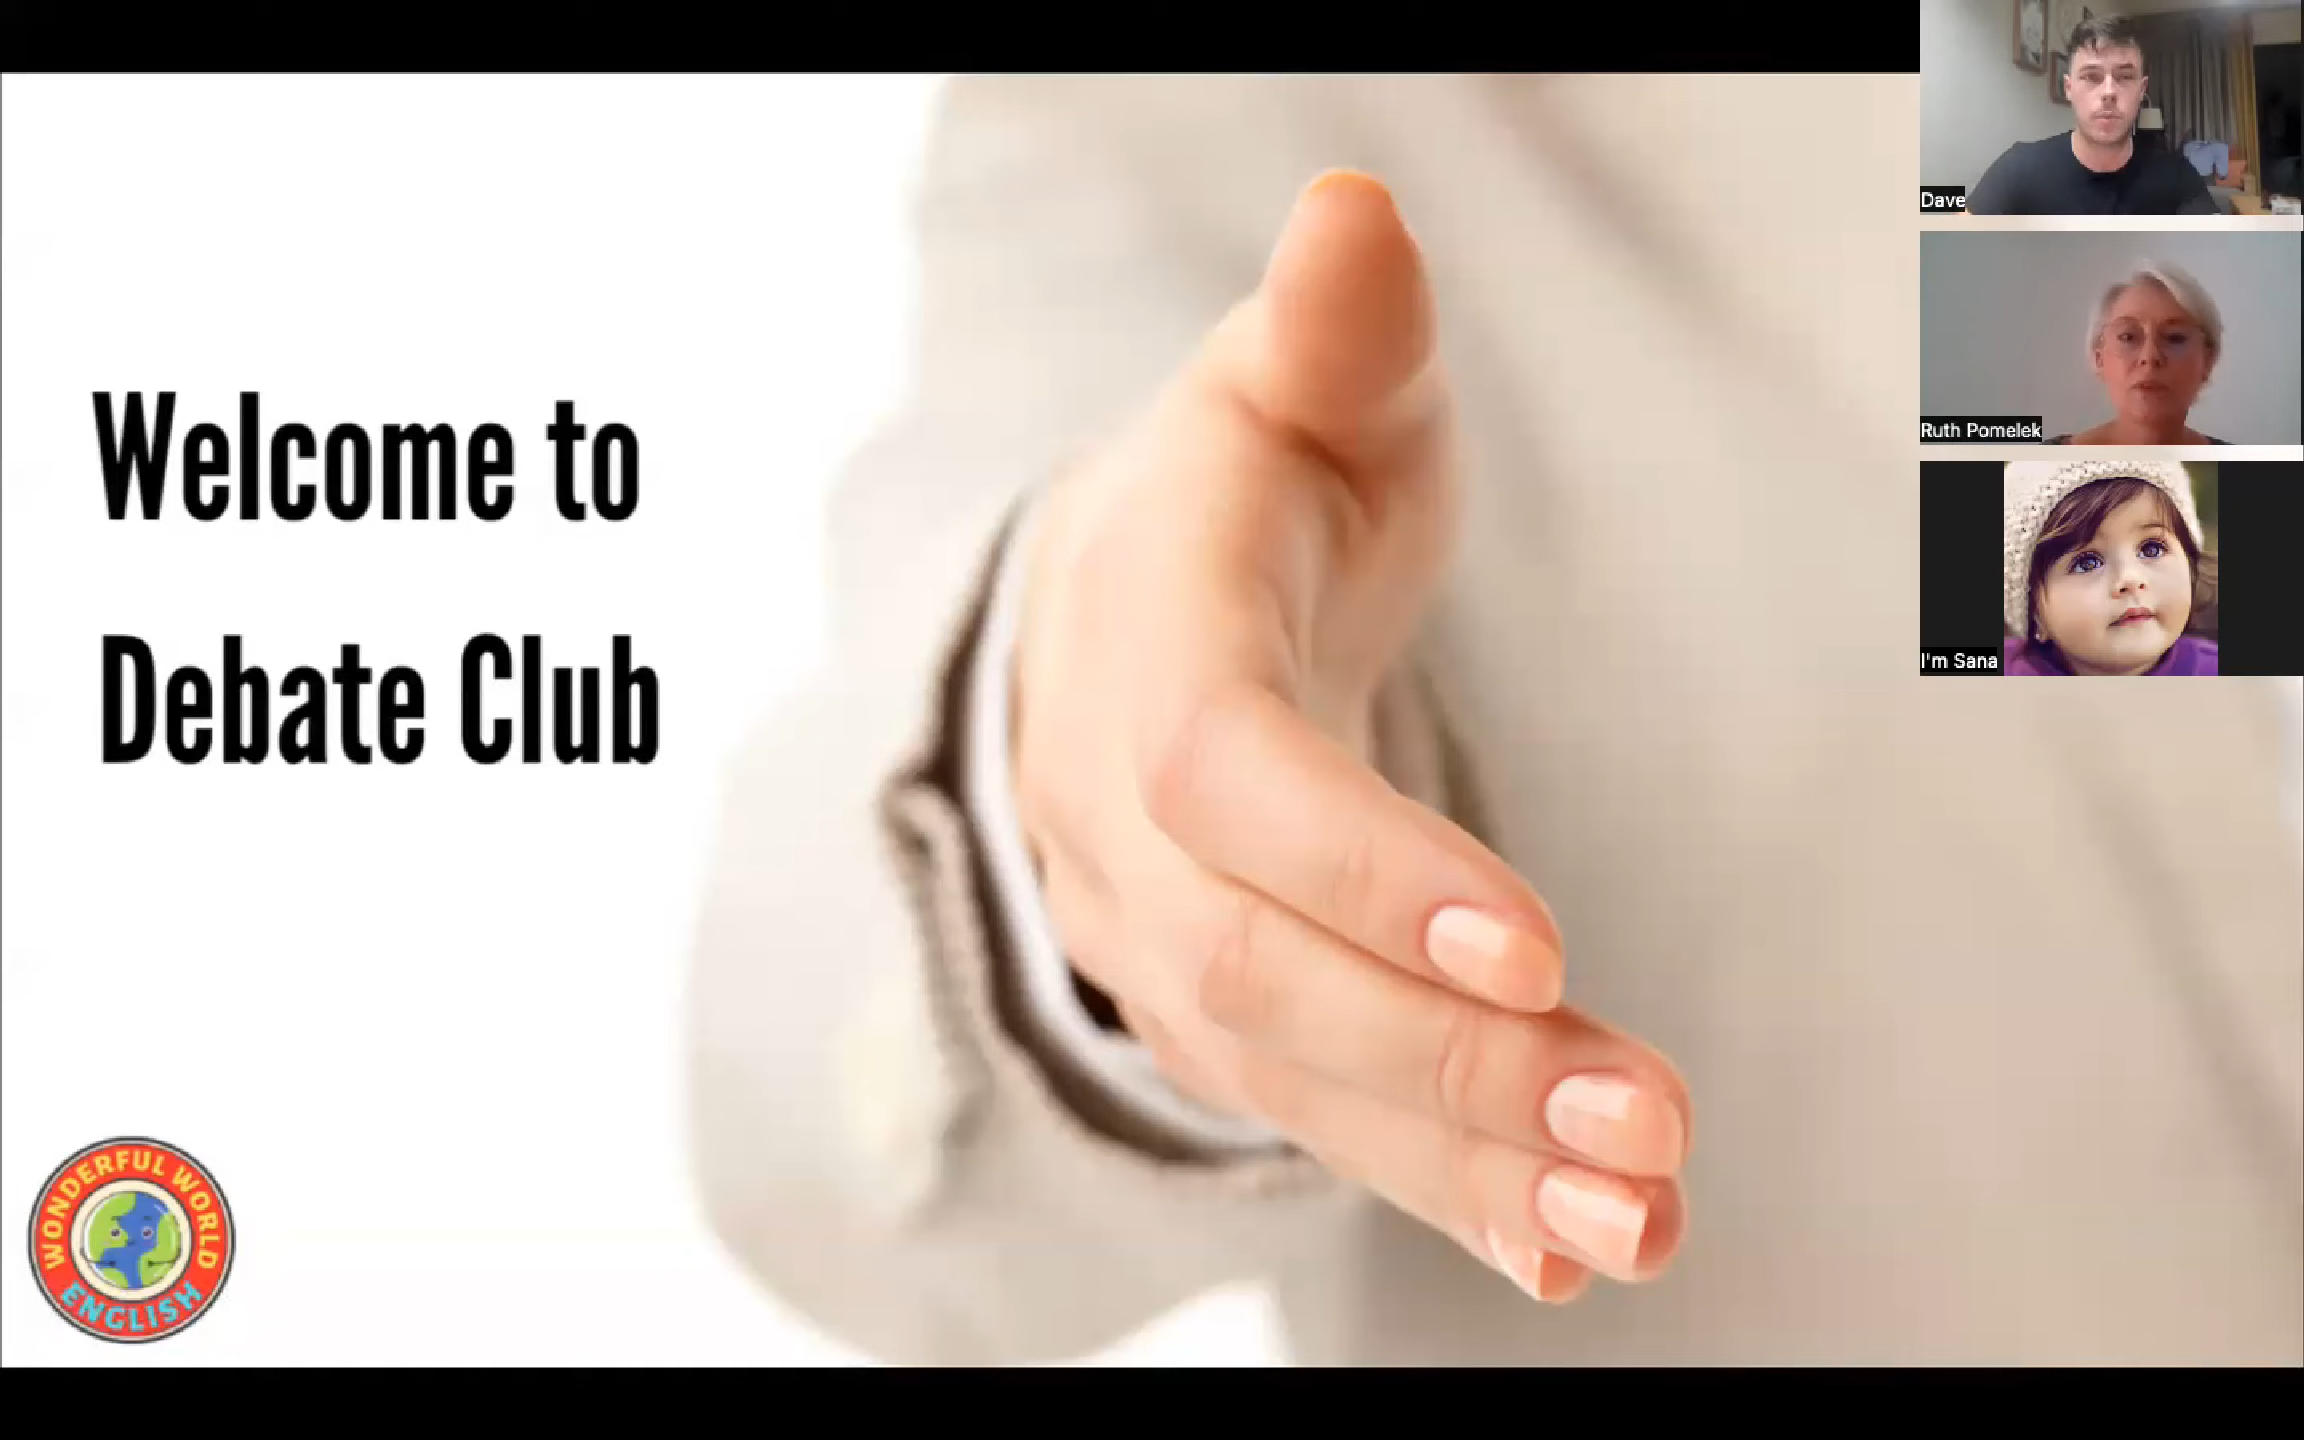 Welcome to
Debate Club
WONDERFUL WORLD
ENGLISH
Dave
Ruth Pomelek
I'm Sana